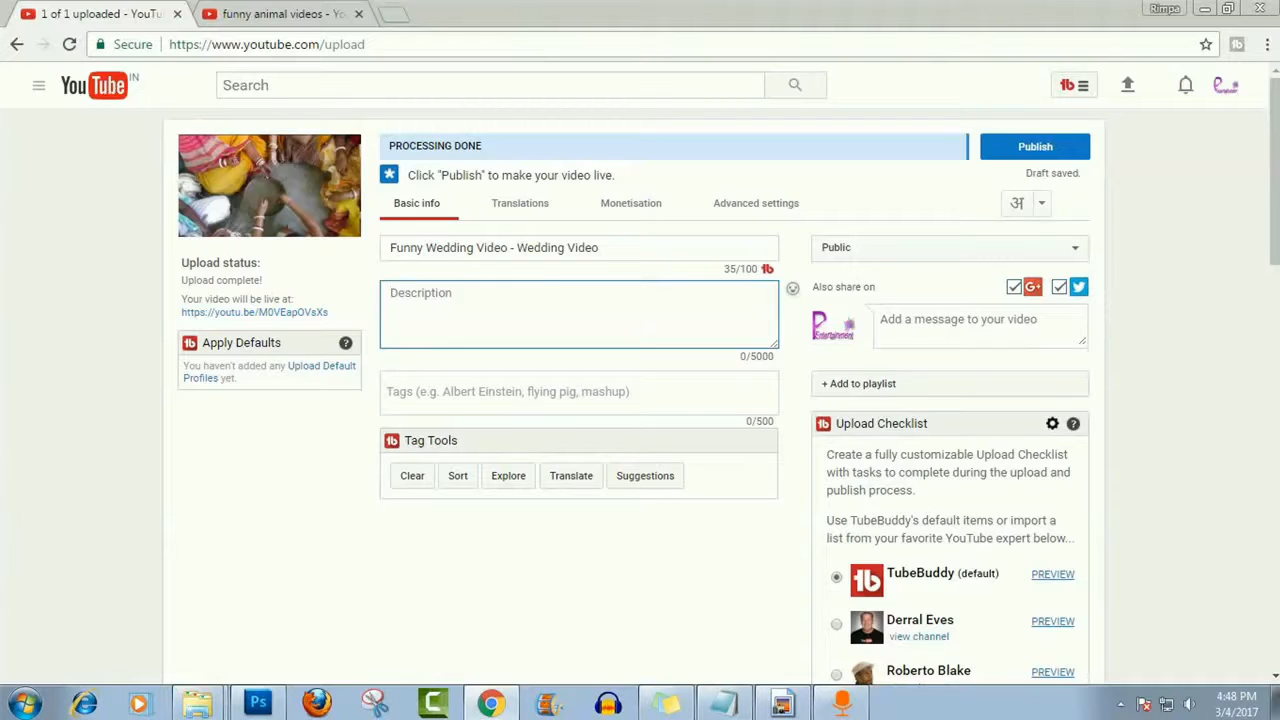 1 of 1 uploaded - YouTu
funny animal videos - Yo
Rimpa
Secure
https://www.youtube.com/upload
YouTube IN
Search
PROCESSING DONE
Publish
Click "Publish" to make your video live.
Draft saved.
Basic info
Translations
Monetisation
Advanced settings
अ
Funny Wedding Video - Wedding Video
35/100
Public
Upload status:
Upload complete!
Your video will be live at:
https://youtu.be/M0VEapOVsXs
Description
0/5000
Also share on
G+
Entertainment
Add a message to your video
Apply Defaults
You haven't added any Upload Default
Profiles yet.
Tags (e.g. Albert Einstein, flying pig, mashup)
0/500
+ Add to playlist
Tag Tools
Clear
Sort
Explore
Translate
Suggestions
Upload Checklist
Create a fully customizable Upload Checklist
with tasks to complete during the upload and
publish process.
Use TubeBuddy's default items or import a
list from your favorite YouTube expert below...
TubeBuddy (default)
PREVIEW
Derral Eves
view channel
PREVIEW
Roberto Blake
PREVIEW
Ps
4:48 PM
3/4/2017